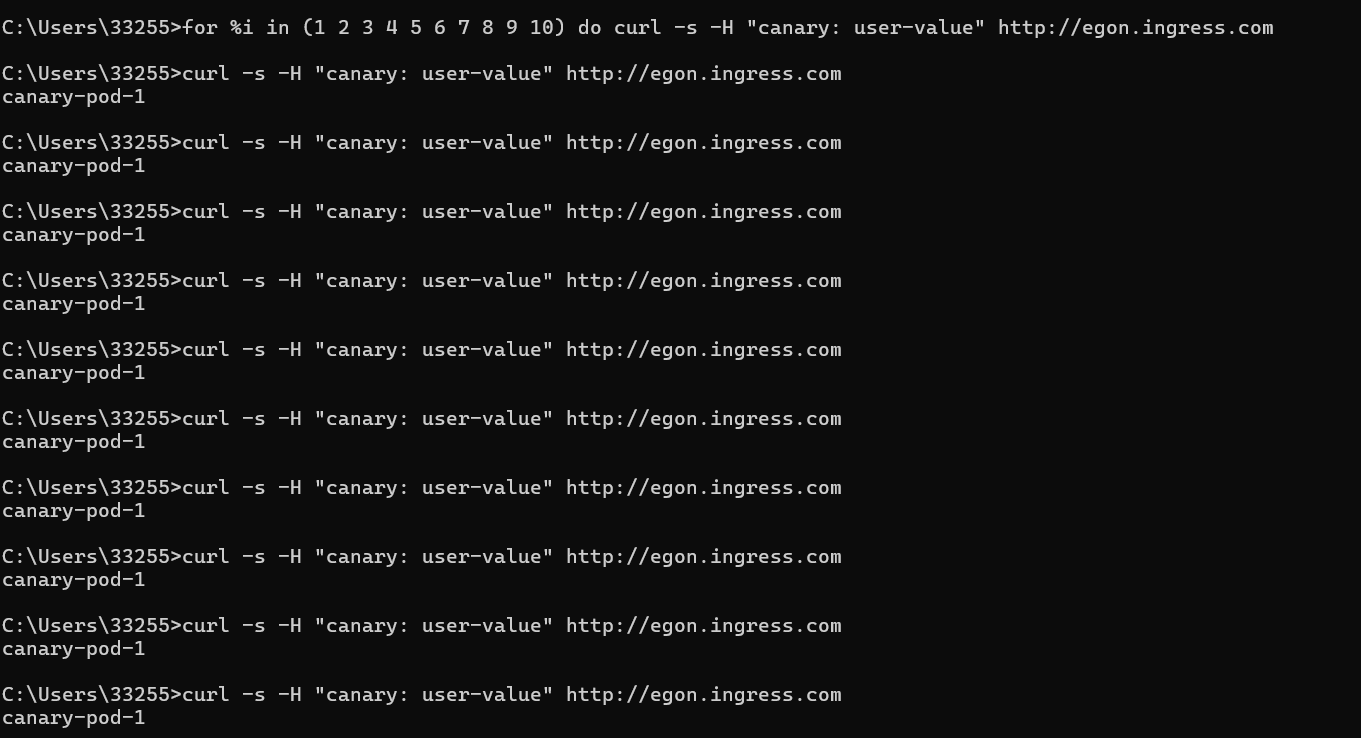 C:\Users\33255>for %i in (1 2 3 4 5 6 7 8 9 10) do curl -s -H "canary: user-value" http://egon.ingress.com
C:\Users\33255>curl -s -H "canary: user-value" http://egon.ingress.com
canary-pod-1
C:\Users\33255>curl -s -H "canary: user-value" http://egon.ingress.com
canary-pod-1
C:\Users\33255>curl -s -H "canary: user-value" http://egon.ingress.com
canary-pod-1
C:\Users\33255>curl -s -H "canary: user-value" http://egon.ingress.com
canary-pod-1
C:\Users\33255>curl -s -H "canary: user-value" http://egon.ingress.com
canary-pod-1
C:\Users\33255>curl -s -H "canary: user-value" http://egon.ingress.com
canary-pod-1
C:\Users\33255>curl -s -H "canary: user-value" http://egon.ingress.com
canary-pod-1
C:\Users\33255>curl -s -H "canary: user-value" http://egon.ingress.com
canary-pod-1
C:\Users\33255>curl -s -H "canary: user-value" http://egon.ingress.com
canary-pod-1
C:\Users\33255>curl -s -H "canary: user-value" http://egon.ingress.com
canary-pod-1